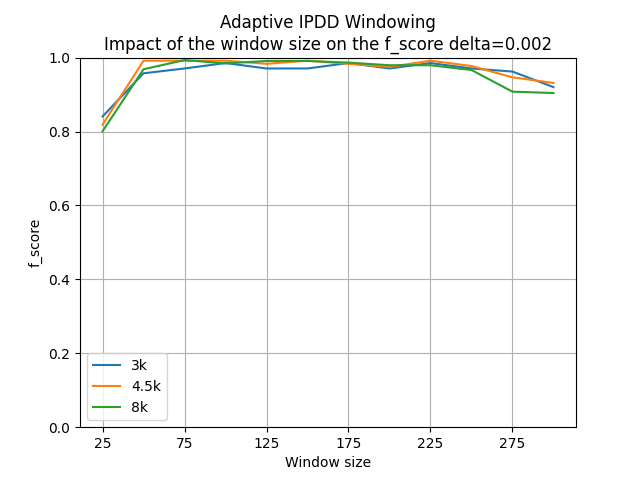 Adaptive IPDD Windowing
Impact of the window size on the f_score delta=0.002
1.0
0.8
0.6
0.4
0.2
0.0
f_score
3k
4.5k
8k
25 75 125 175 225 275
Window size